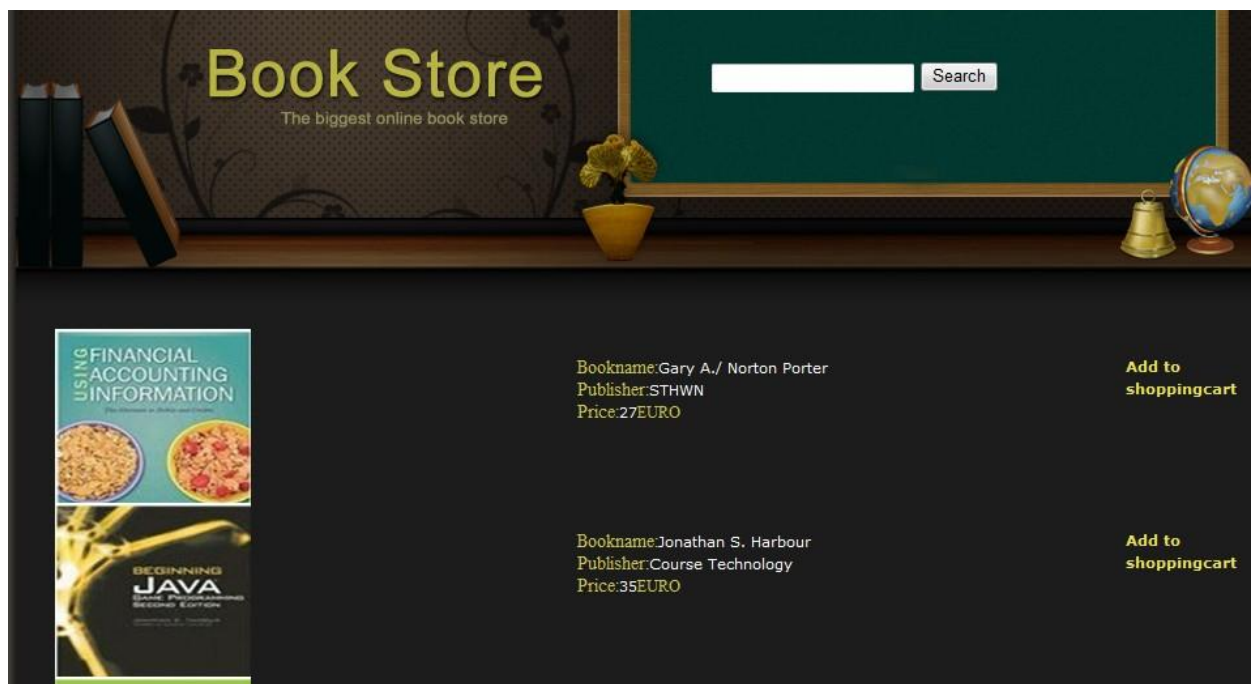 Book Store
The biggest online book store
Search
USING
FINANCIAL
ACCOUNTING
INFORMATION
Bookname:Gary A./ Norton Porter
Publisher:STHWN
Price:27EURO
Add to
shoppingcart
BEGINNING
JAVA
GAME PROGRAMMING
SECOND EDITION
Bookname:Jonathan S. Harbour
Publisher:Course Technology
Price:35EURO
Add to
shoppingcart